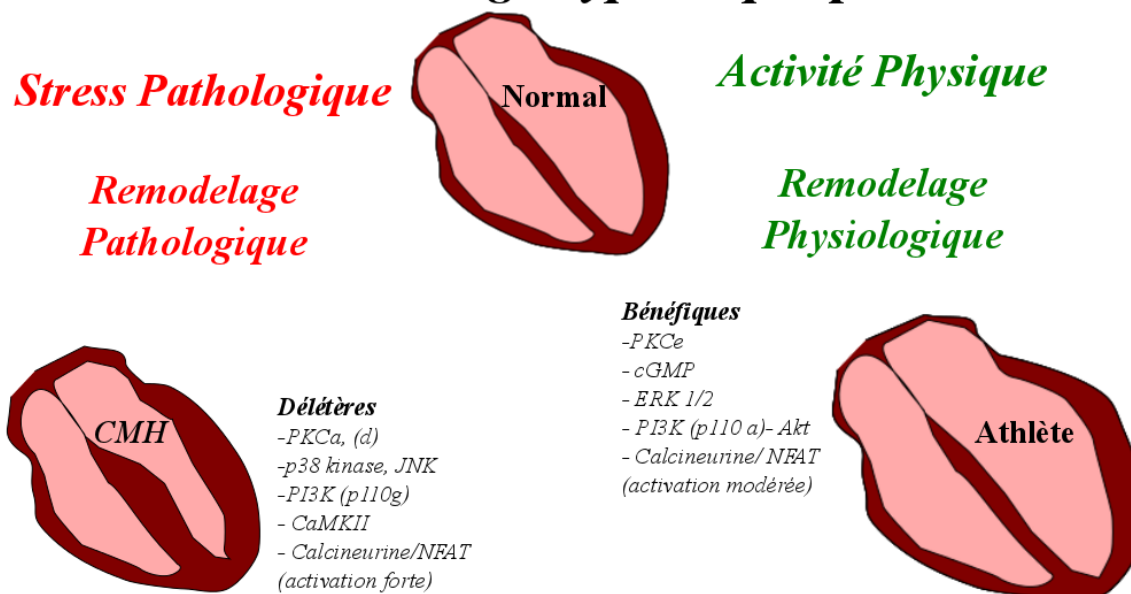 Stress Pathologique
Normal
Activité Physique
Remodelage
Pathologique
Remodelage
Physiologique
Bénéfiques
-PKCe
- cGMP
- ERK 1/2
- PI3K (p110 a)- Akt
- Calcineurine/ NFAT
(activation modérée)
Athlète
CMH
Délétères
-PKCa, (d)
-p38 kinase, JNK
-PI3K (p110g)
- CaMKII
- Calcineurine/NFAT
(activation forte)